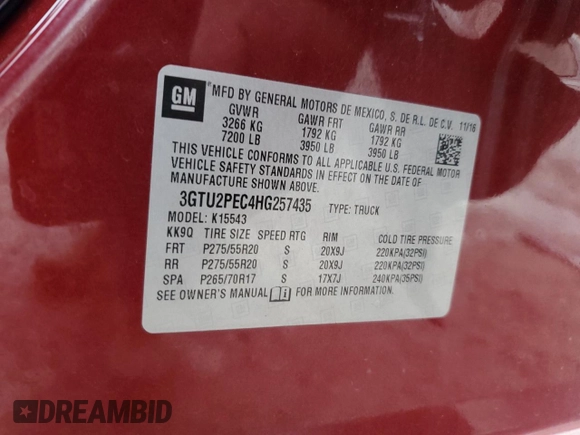 GM
MFD BY GENERAL MOTORS DE MEXICO, S. DE R.L. DE C.V. 11/16
GVWR GAWR FRT GAWR RR
3266 KG 1792 KG 1792 KG
7200 LB 3950 LB 3950 LB
THIS VEHICLE CONFORMS TO ALL APPLICABLE U.S. FEDERAL MOTOR
VEHICLE SAFETY AND THEFT PREVENTION STANDARDS IN EFFECT ON THE DATE OF
MANUFACTURE SHOWN ABOVE.
3GTU2PEC4HG257435 TYPE: TRUCK
MODEL: K15543
KK9Q TIRE SIZE SPEED RTG RIM COLD TIRE PRESSURE
FRT P275/55R20 S 20X9J 220KPA(32PSI)
RR P275/55R20 S 20X9J 220KPA(32PSI)
SPA P265/70R17 S 17X7J 240KPA(35PSI)
SEE OWNER'S MANUAL FOR MORE INFORMATION.
DREAMBID